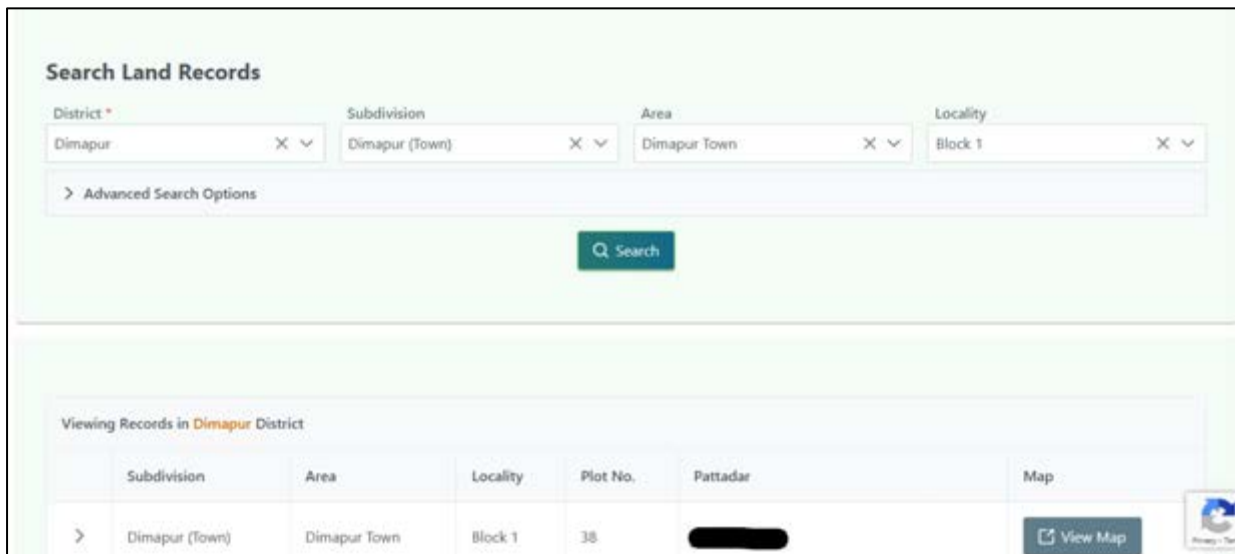 Search Land Records
District * Subdivision Area Locality
Dimapur Dimapur (Town) Dimapur Town Block 1
Advanced Search Options
Search
Viewing Records in Dimapur District
Subdivision Area Locality Plot No. Pattadar Map
Dimapur (Town) Dimapur Town Block 1 38 View Map
Privacy